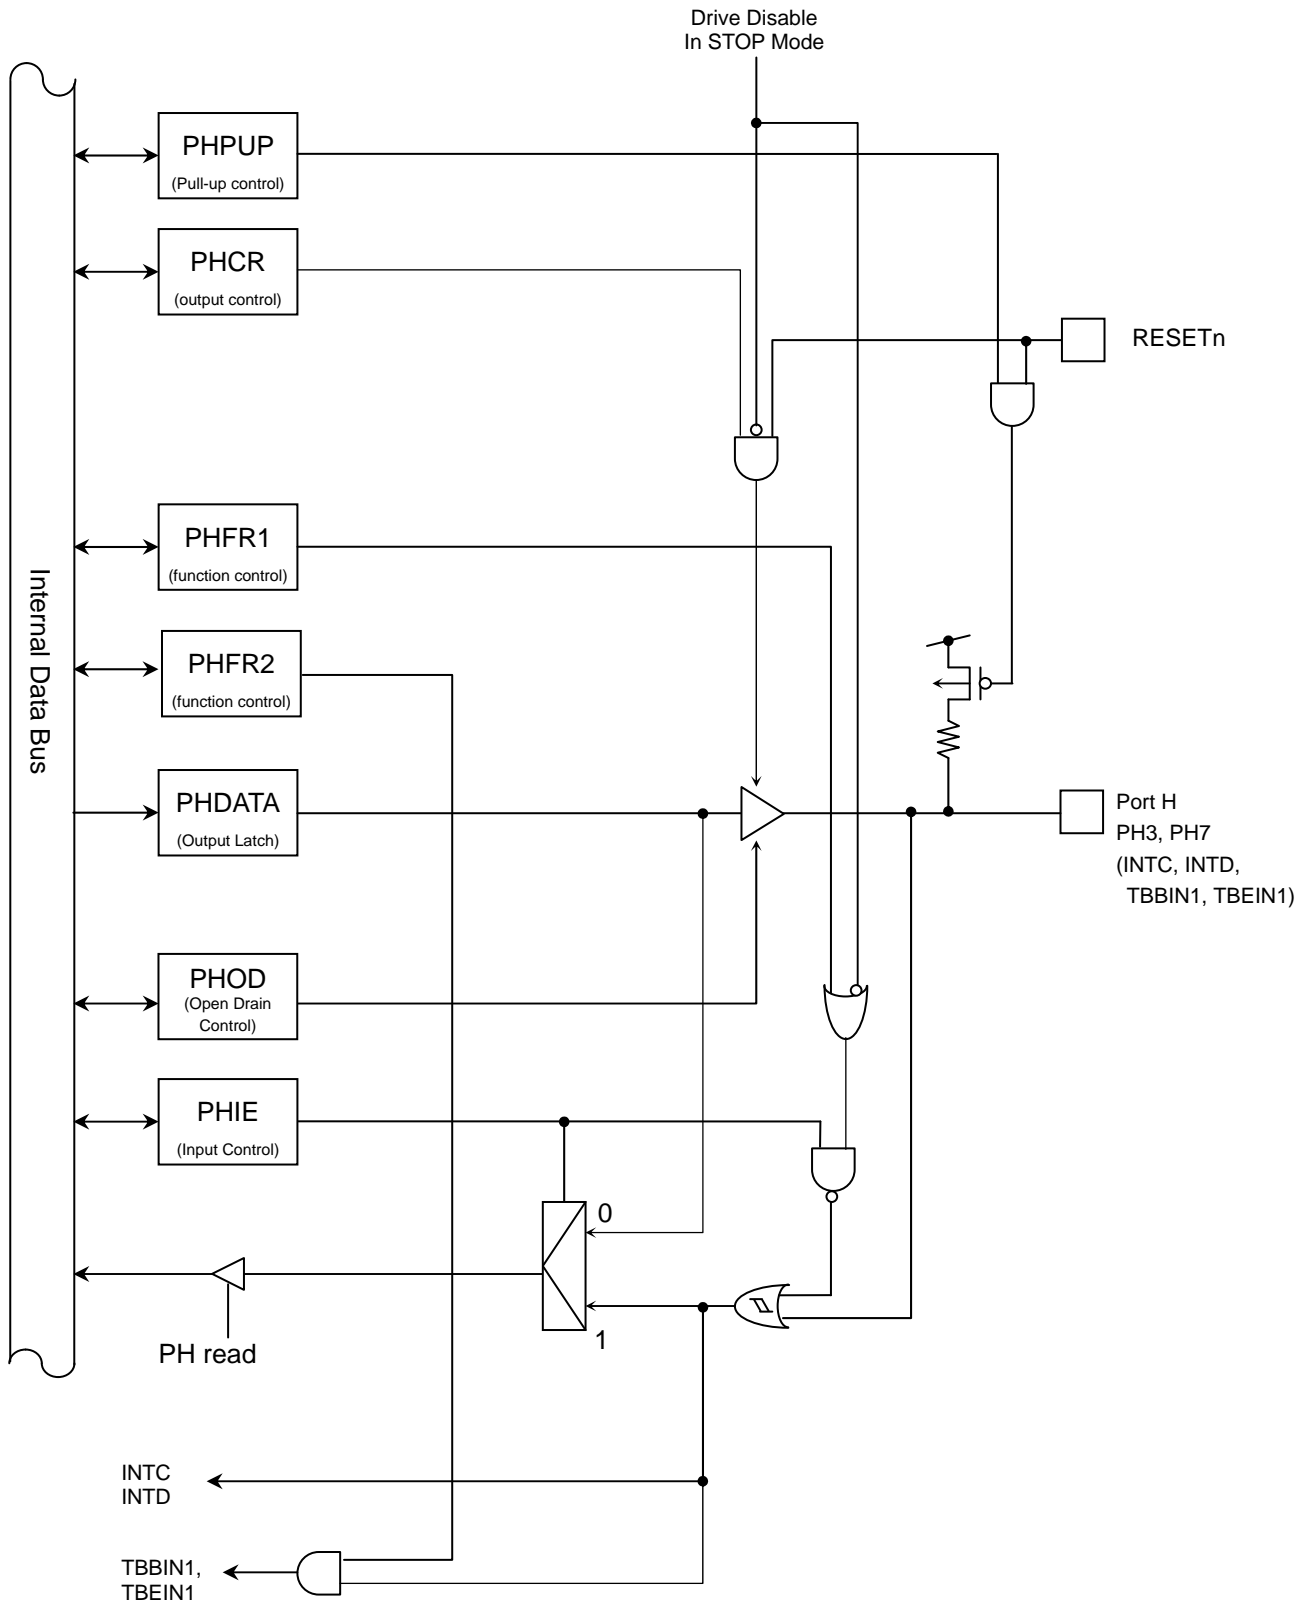 Drive Disable
In STOP Mode
PHPUP
(Pull-up control)
PHCR
(output control)
RESETn
PHFR1
(function control)
Internal Data Bus
PHFR2
(function control)
PHDATA
(Output Latch)
Port H
PH3, PH7
(INTC, INTD,
TBBIN1, TBEIN1)
PHOD
(Open Drain
Control)
PHIE
(Input Control)
0
1
PH read
INTC
INTD
TBBIN1,
TBEIN1